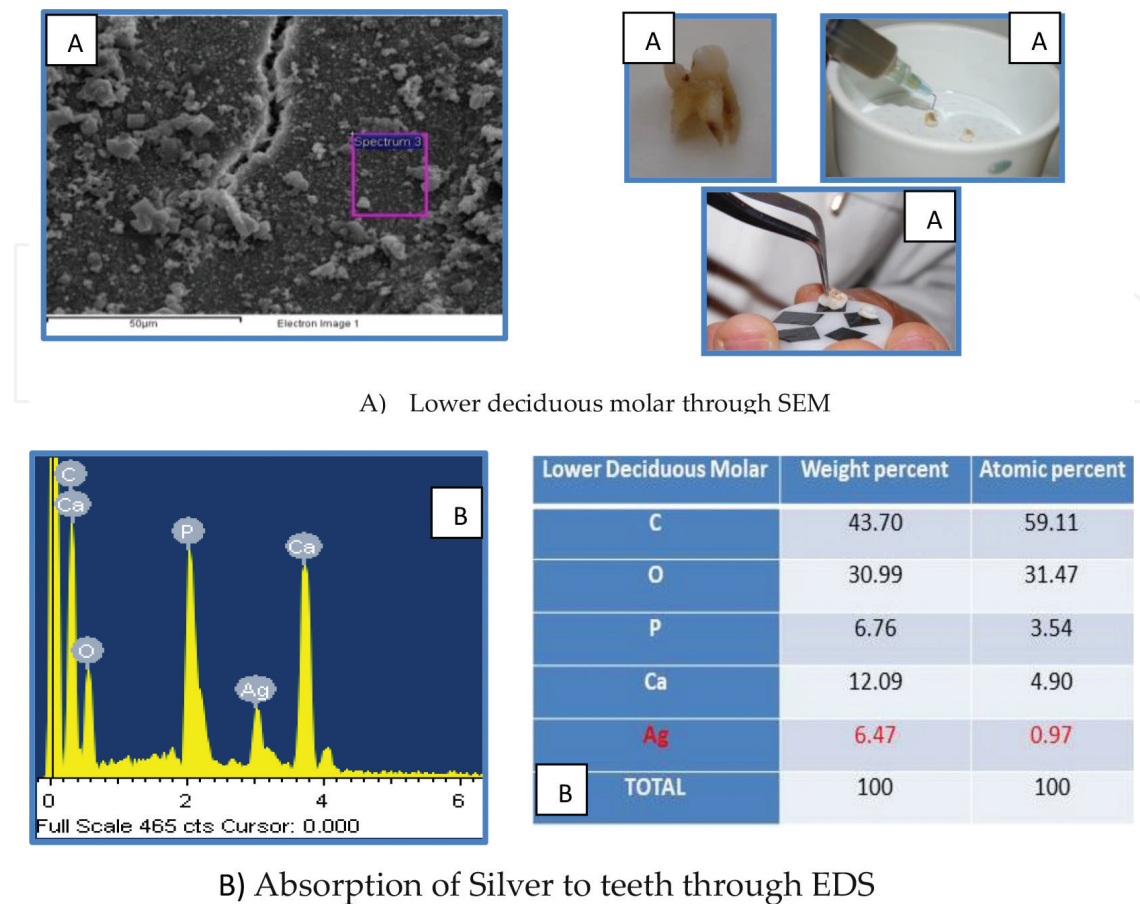 A
Spectrum 3
50µm Electron Image 1
A
A
A
A) Lower deciduous molar through SEM
B
C
Ca
O
P
Ag
Ca
0 2 4 6
Full Scale 465 cts Cursor: 0.000
Lower Deciduous Molar Weight percent Atomic percent
C 43.70 59.11
O 30.99 31.47
P 6.76 3.54
Ca 12.09 4.90
Ag 6.47 0.97
B TOTAL 100 100
B) Absorption of Silver to teeth through EDS